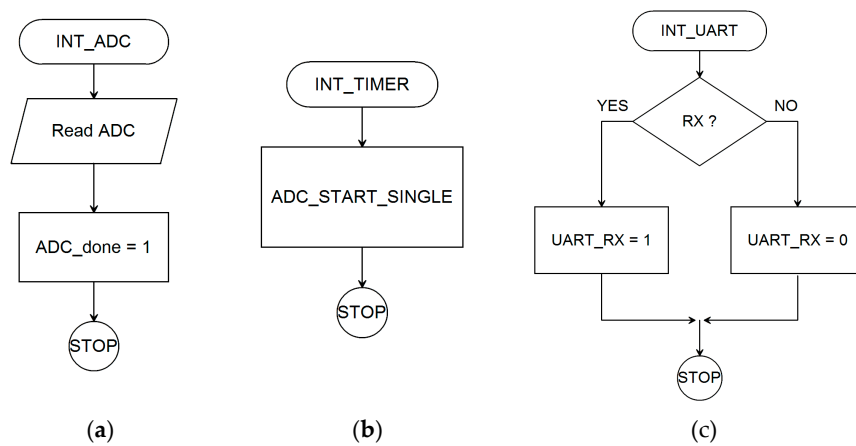 INT_ADC
Read ADC
ADC_done = 1
STOP
(a)
INT_TIMER
ADC_START_SINGLE
STOP
(b)
INT_UART
YES
NO
RX ?
UART_RX = 1
UART_RX = 0
STOP
(c)